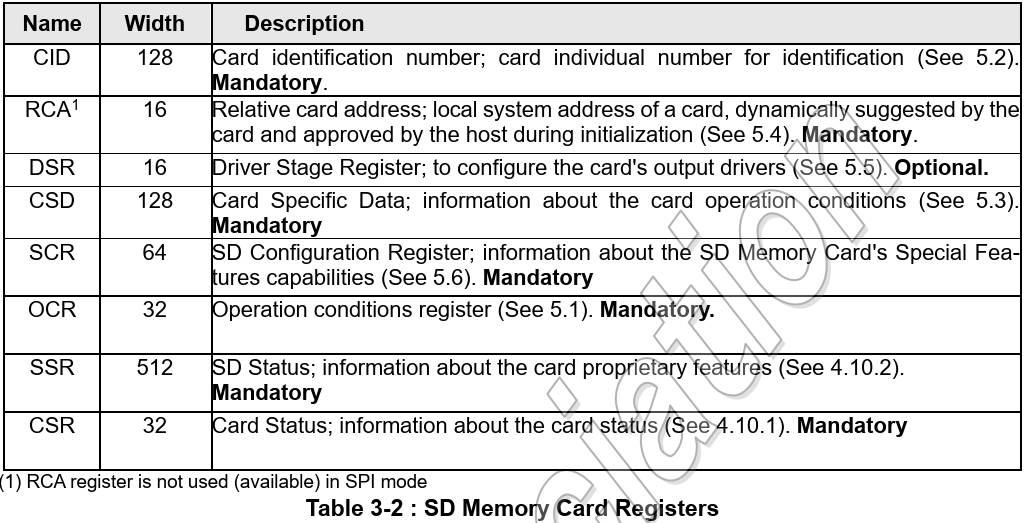 Name Width Description
CID 128 Card identification number; card individual number for identification (See 5.2).
Mandatory.
RCA1 16 Relative card address; local system address of a card, dynamically suggested by the
card and approved by the host during initialization (See 5.4). Mandatory.
DSR 16 Driver Stage Register; to configure the card's output drivers (See 5.5). Optional.
CSD 128 Card Specific Data; information about the card operation conditions (See 5.3).
Mandatory
SCR 64 SD Configuration Register; information about the SD Memory Card's Special Fea-
tures capabilities (See 5.6). Mandatory
OCR 32 Operation conditions register (See 5.1). Mandatory.
SSR 512 SD Status; information about the card proprietary features (See 4.10.2).
Mandatory
CSR 32 Card Status; information about the card status (See 4.10.1). Mandatory
(1) RCA register is not used (available) in SPI mode
Table 3-2 : SD Memory Card Registers
ciation